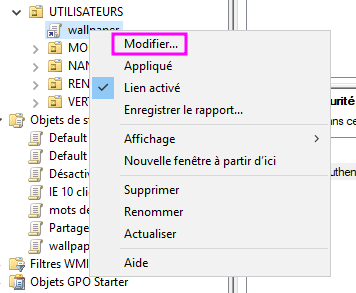 UTILISATEURS
wallpaper
MO
NAN
REN
VER
Objets de s
Default
Default
Désactiv
IE 10 cli
mots de
Partage
wallpap
Filtres WMI
Objets GPO Starter
Modifier...
Appliqué
Lien activé
Enregistrer le rapport...
Affichage
Nouvelle fenêtre à partir d'ici
Supprimer
Renommer
Actualiser
Aide
urité
ans ce
uthen